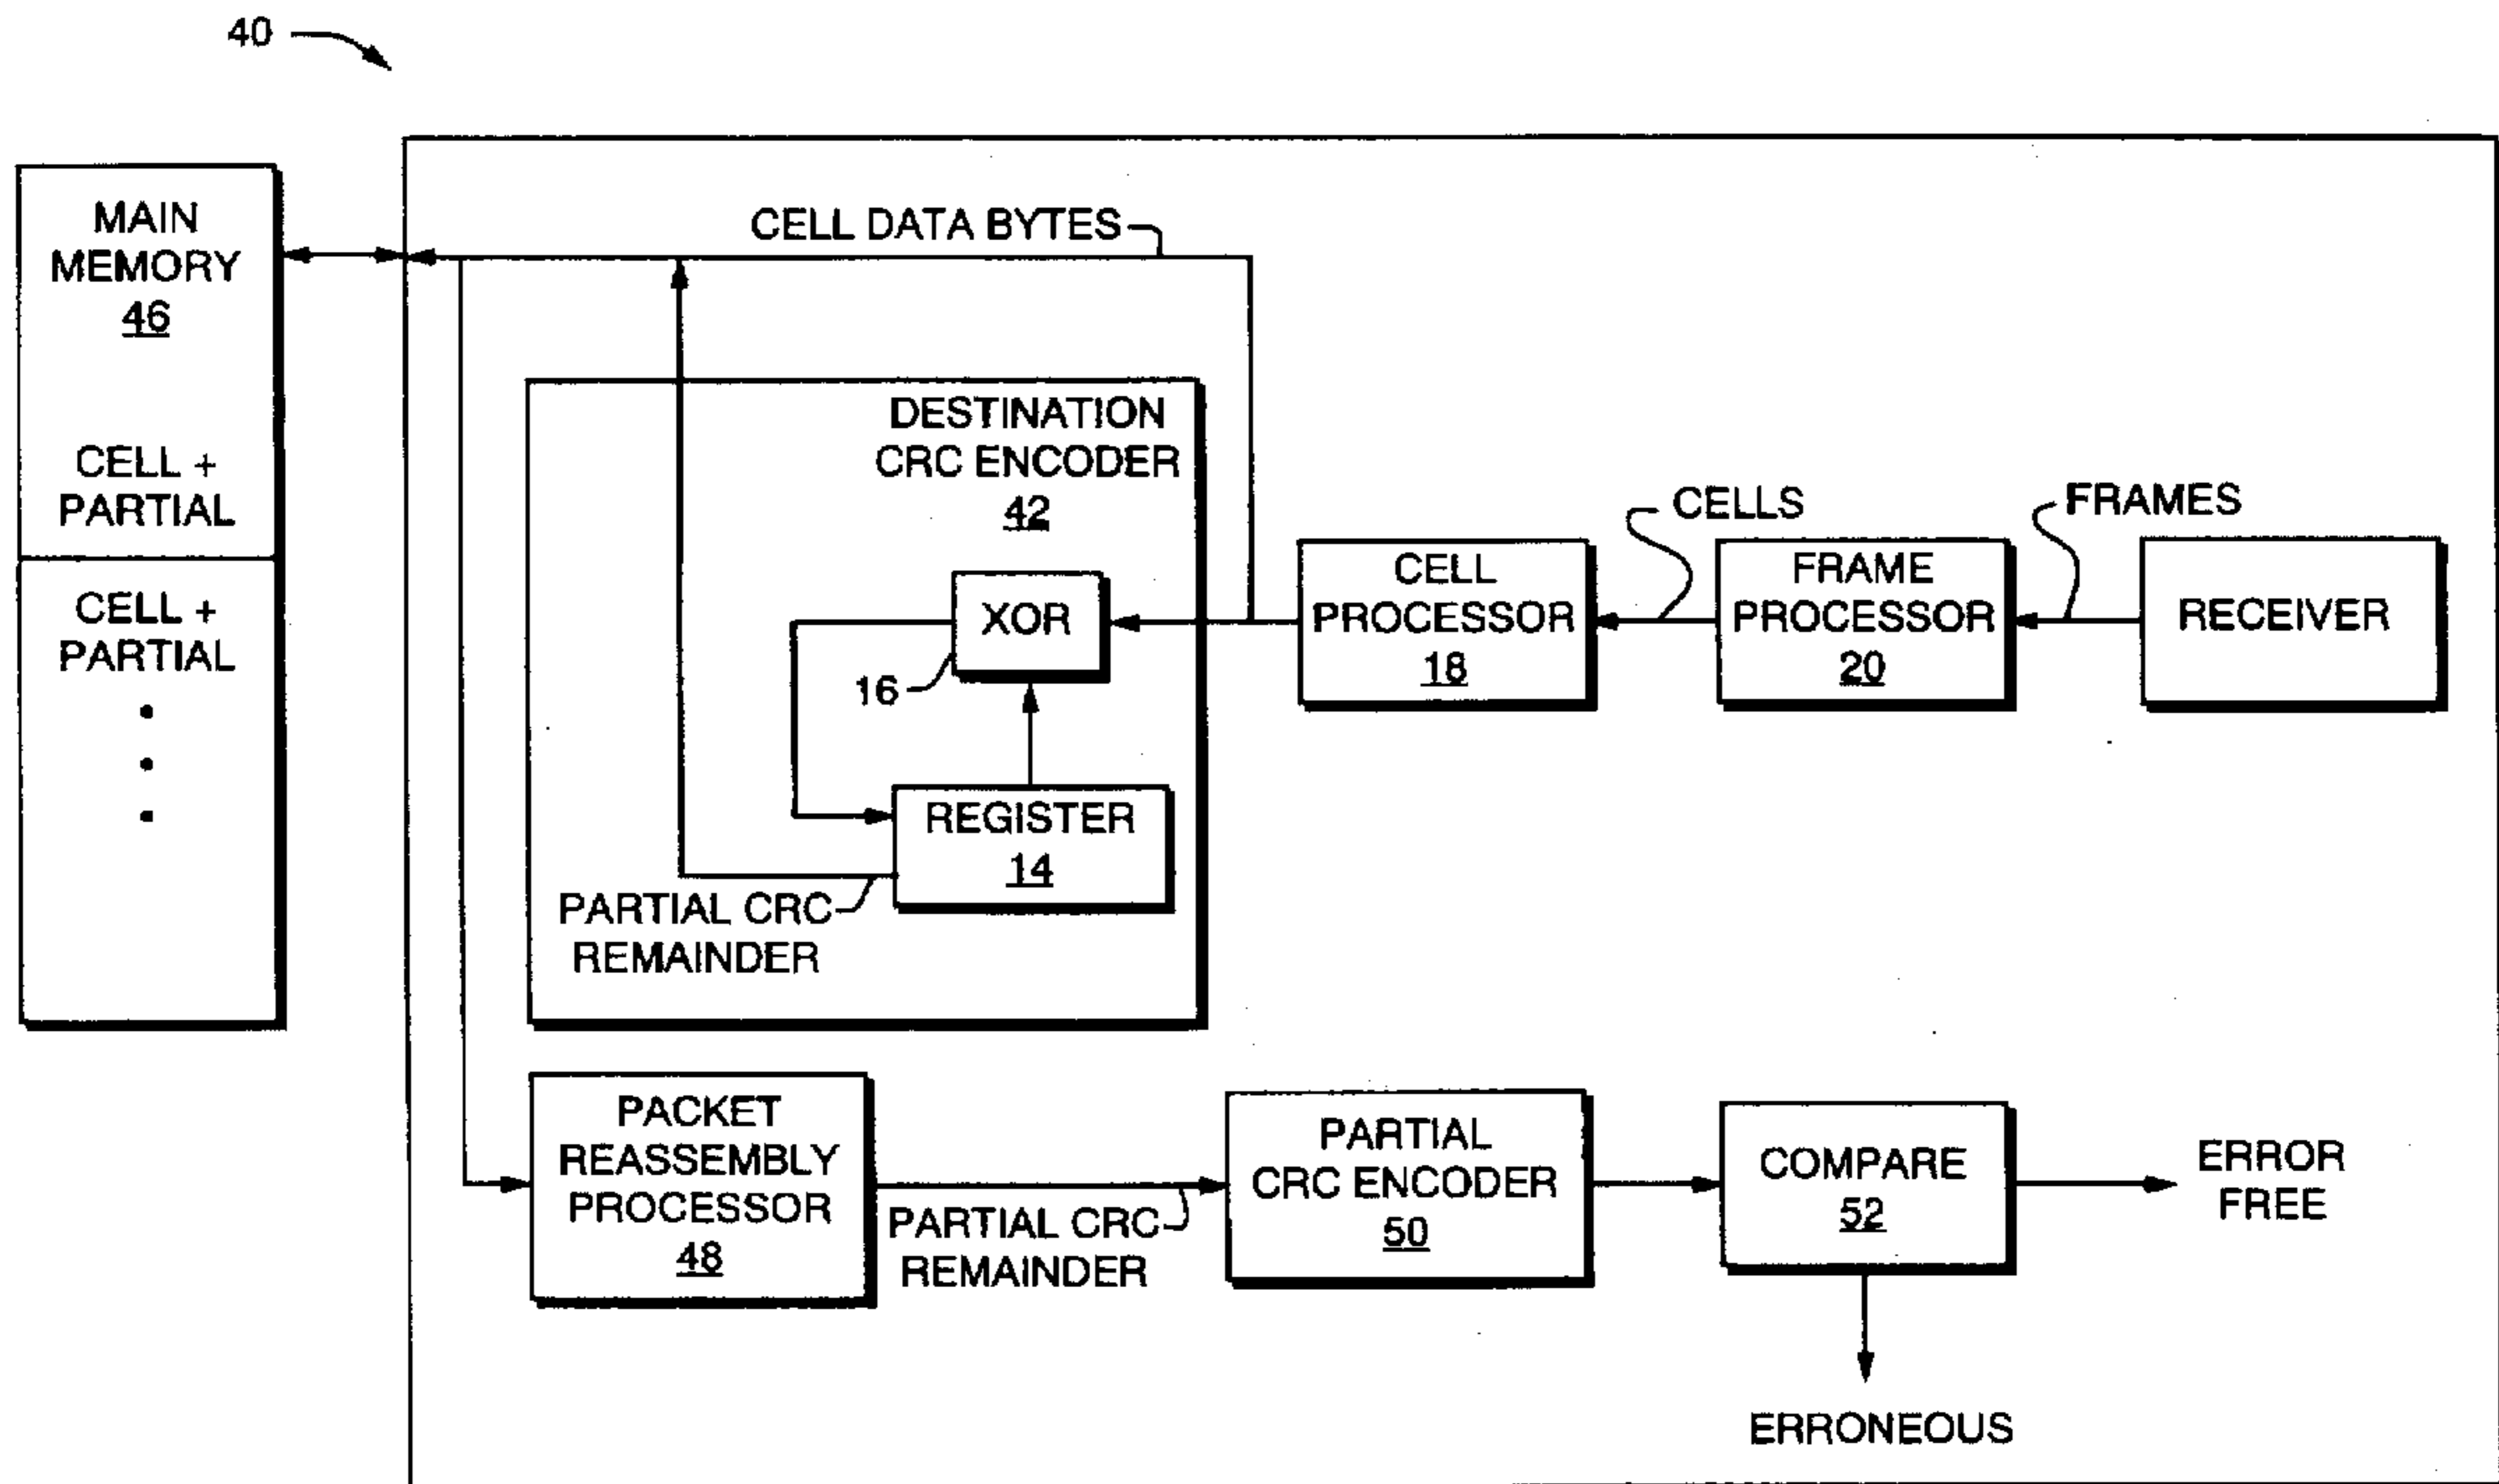 40
MAIN
MEMORY
46
CELL +
PARTIAL
CELL +
PARTIAL
CELL DATA BYTES
DESTINATION
CRC ENCODER
42
XOR
16
REGISTER
14
PARTIAL CRC
REMAINDER
CELL
PROCESSOR
18
CELLS
FRAME
PROCESSOR
20
FRAMES
RECEIVER
PACKET
REASSEMBLY
PROCESSOR
48
PARTIAL CRC
REMAINDER
PARTIAL
CRC ENCODER
50
COMPARE
52
ERROR
FREE
ERRONEOUS